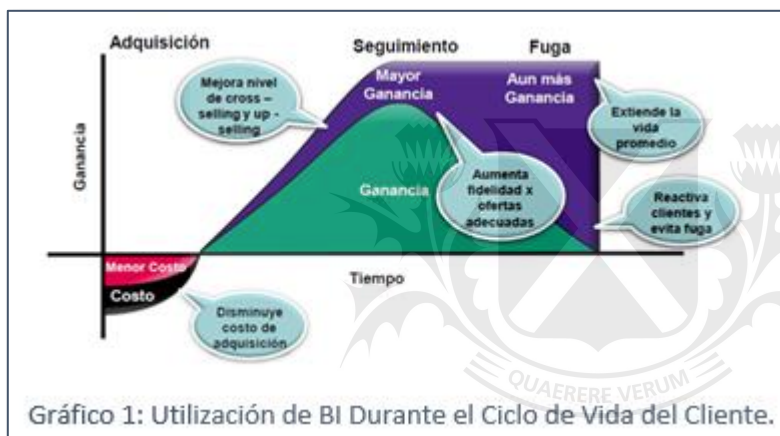 Adquisición
Seguimiento
Fuga
Mejora nivel
de cross –
selling y up -
selling
Mayor
Ganancia
Aun más
Ganancia
Extiende la
vida
promedio
Ganancia
Ganancia
Aumenta
fidelidad x
ofertas
adecuadas
Reactiva
clientes y
evita fuga
Menor Costo
Costo
Tiempo
Disminuye
costo de
adquisición
QUAERERE VERUM
Gráfico 1: Utilización de BI Durante el Ciclo de Vida del Cliente.